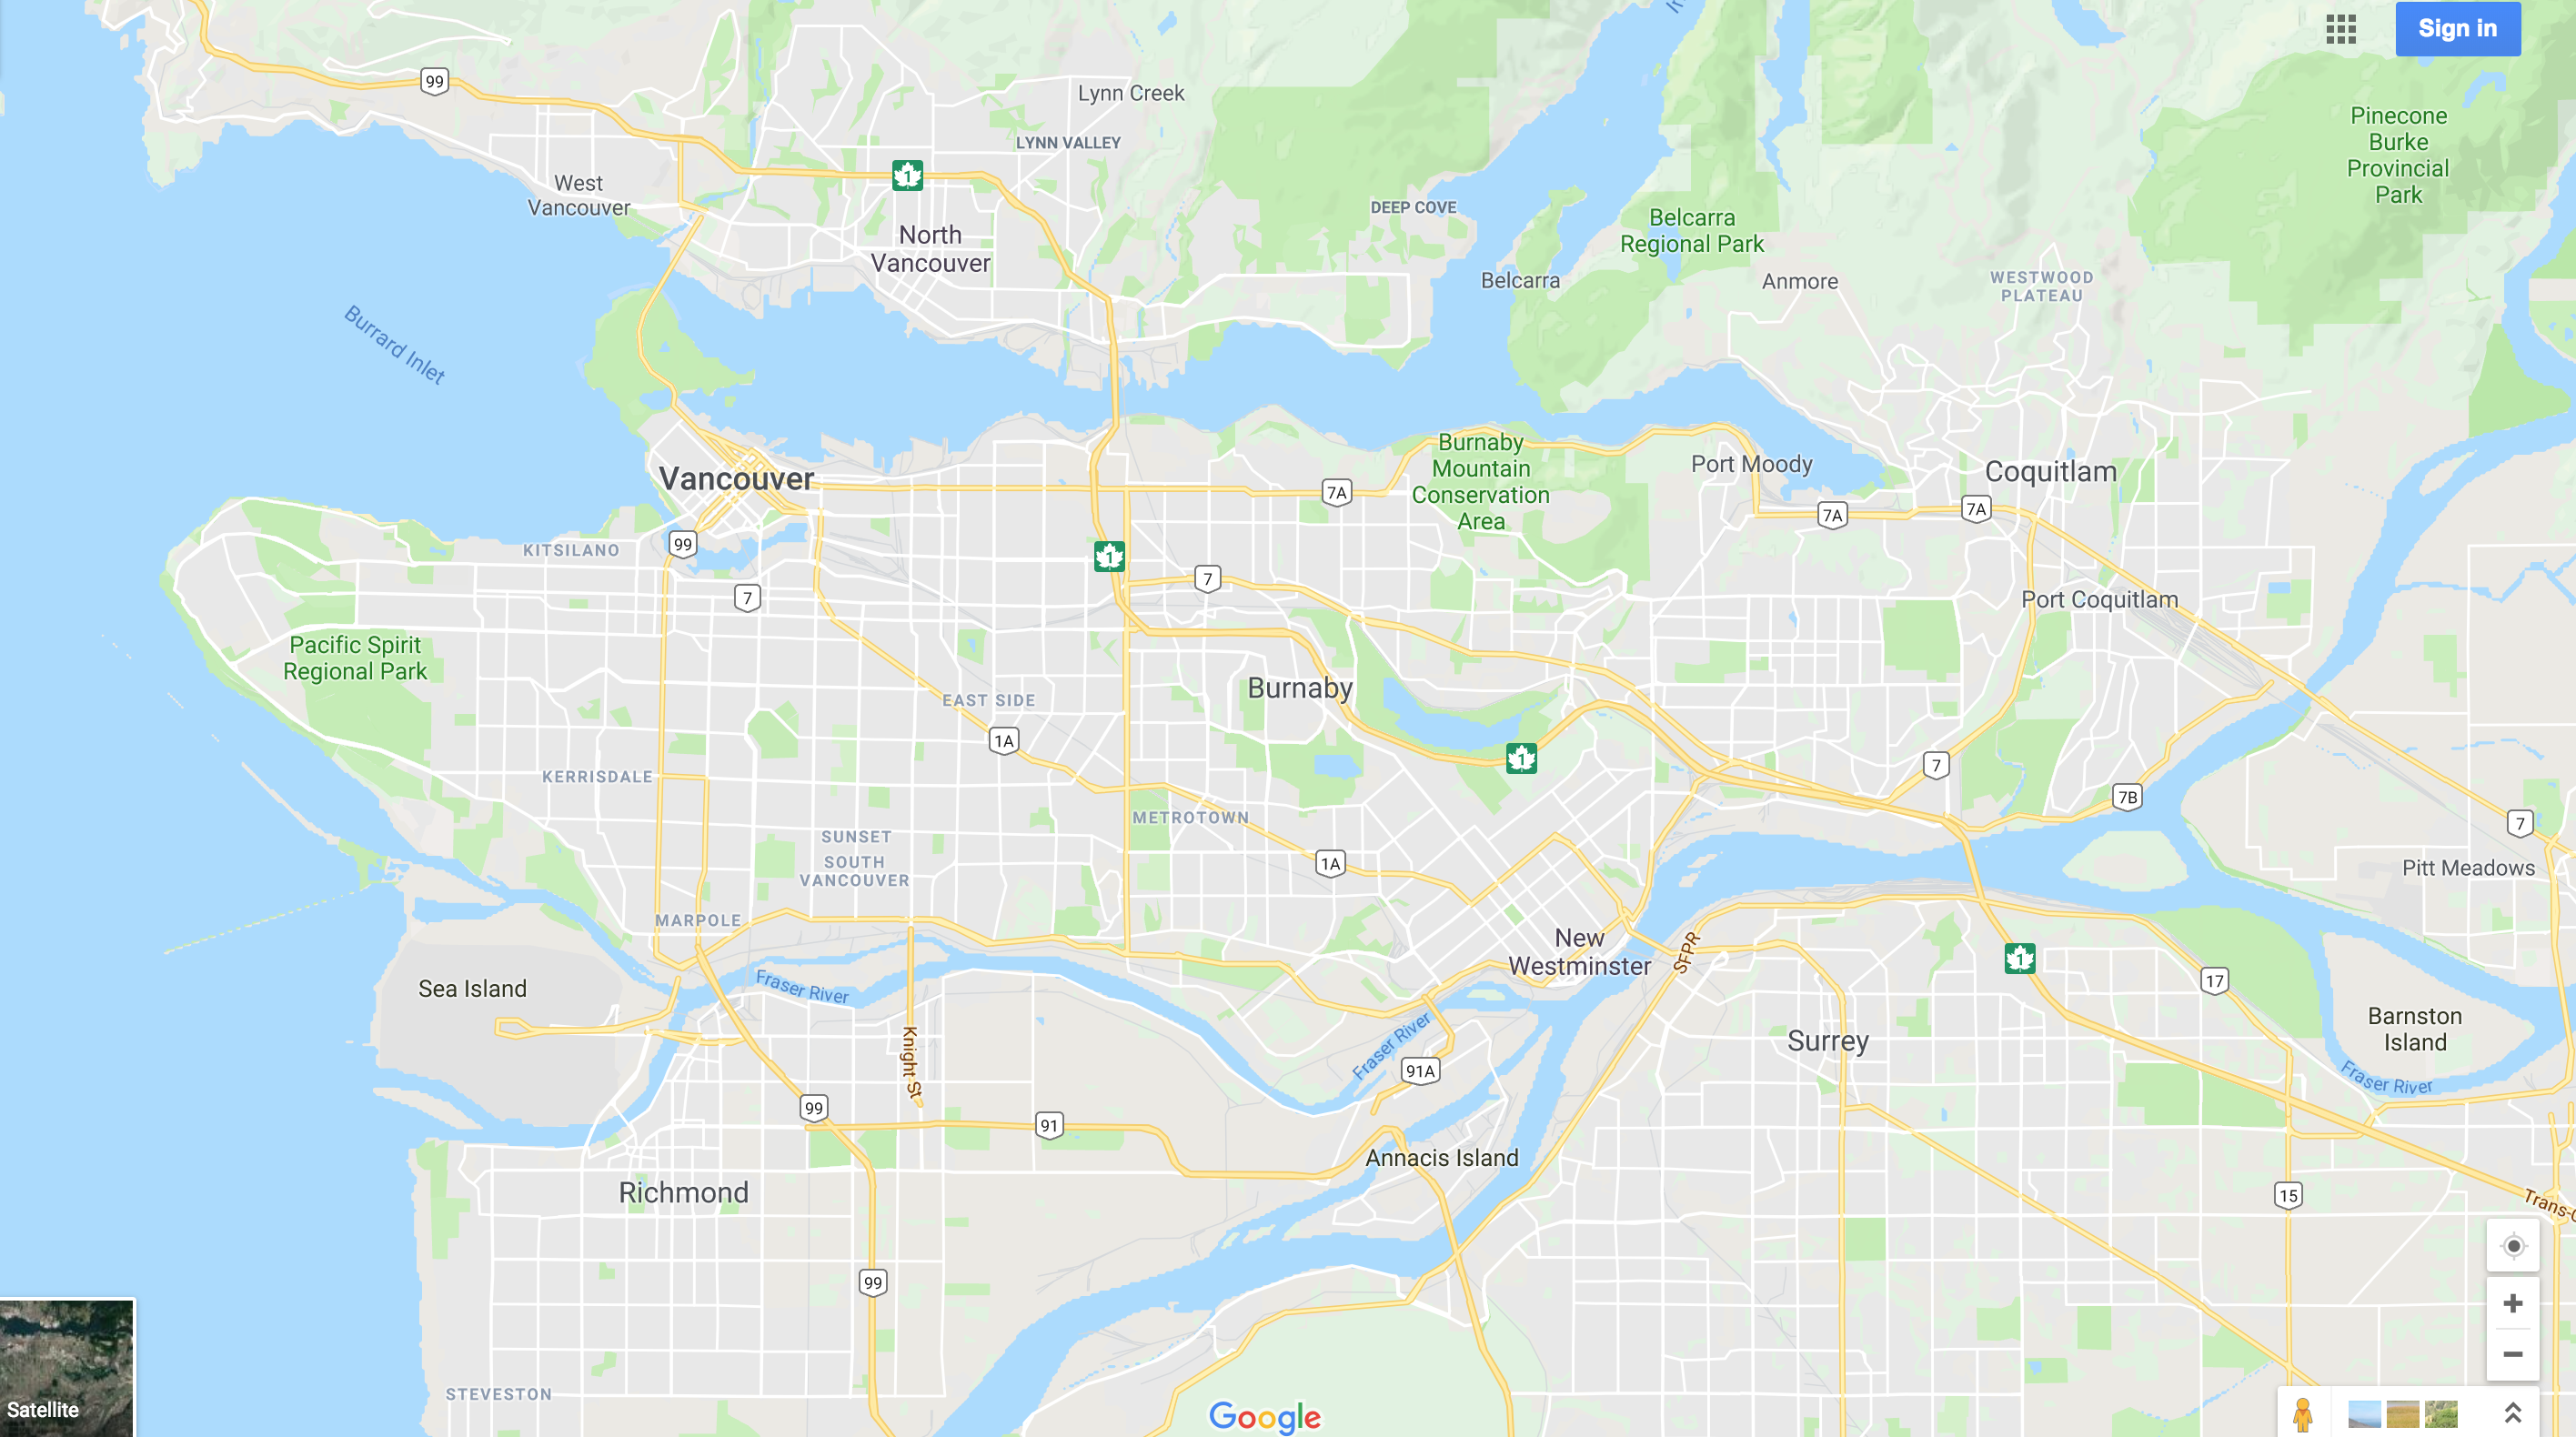 Sign in
99
Lynn Creek
Pinecone
Burke
Provincial
Park
LYNN VALLEY
1
West
Vancouver
DEEP COVE
Belcarra
Regional Park
North
Vancouver
Belcarra
Anmore
WESTWOOD
PLATEAU
Burrard Inlet
Burnaby
Mountain
Conservation
Area
Port Moody
Coquitlam
Vancouver
7A
7A
7A
KITSILANO
99
1
7
7
Port Coquitlam
Pacific Spirit
Regional Park
Burnaby
EAST SIDE
1A
1
7
KERRISDALE
7B
METROTOWN
7
SUNSET
SOUTH
VANCOUVER
1A
Pitt Meadows
MARPOLE
New
Westminster
SFPR
1
17
Sea Island
Fraser River
Barnston
Island
Knight St
Fraser River
Surrey
91A
Fraser River
99
91
Annacis Island
Richmond
15
Trans-C
99
STEVESTON
Satellite
Google